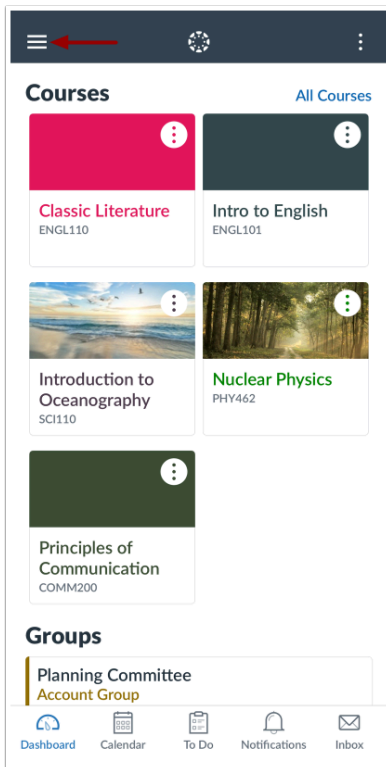 Courses
All Courses
Classic Literature
ENGL110
Intro to English
ENGL101
Introduction to
Oceanography
SCI110
Nuclear Physics
PHY462
Principles of
Communication
COMM200
Groups
Planning Committee
Account Group
Dashboard
Calendar
To Do
Notifications
Inbox